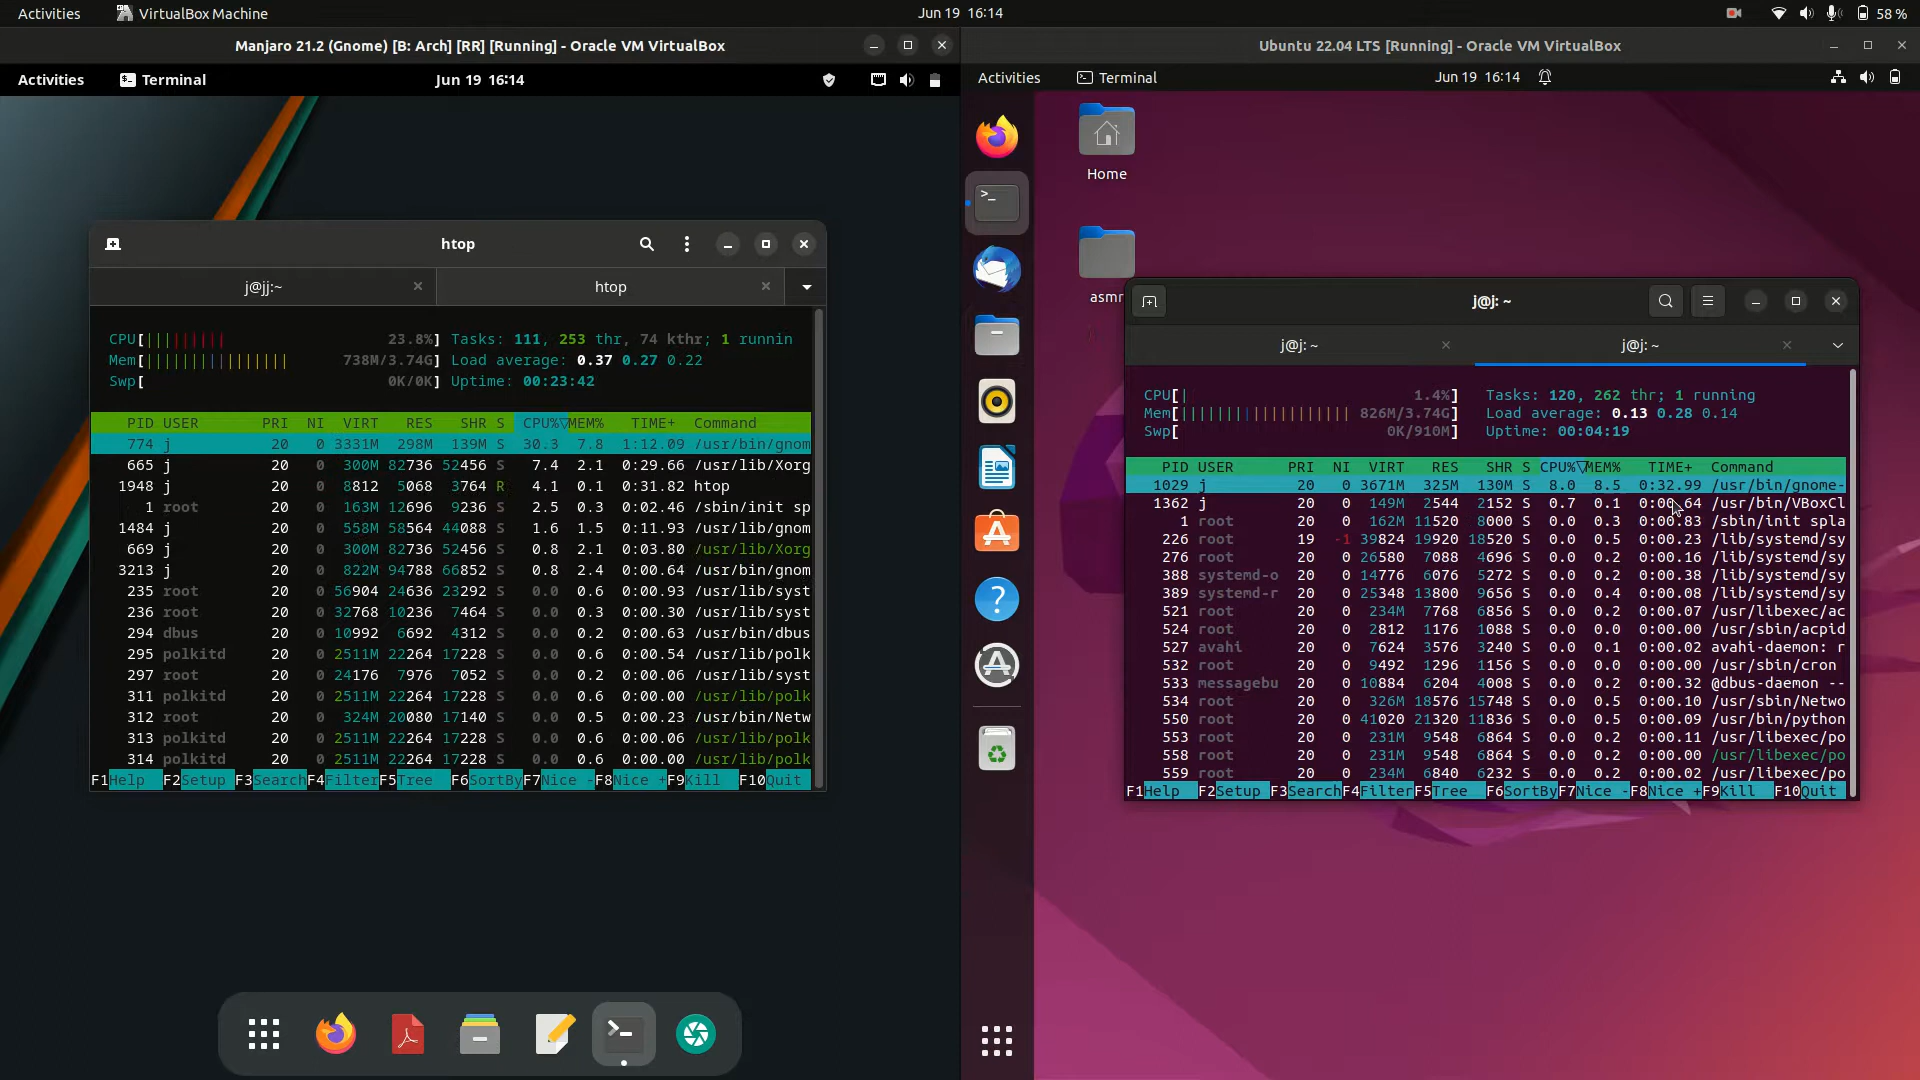 Activities VirtualBox Machine Jun 19 16:14 58 %
Manjaro 21.2 (Gnome) [B: Arch] [RR] [Running] - Oracle VM VirtualBox
Activities Terminal Jun 19 16:14
htop
j@jj:~ htop
CPU[||||||||| 23.8%] Tasks: 111, 253 thr, 74 kthr; 1 runnin
Mem[||||||||||||||||| 738M/3.74G] Load average: 0.37 0.27 0.22
Swp[ 0K/0K] Uptime: 00:23:42
PID USER PRI NI VIRT RES SHR S CPU%▽MEM% TIME+ Command
774 j 20 0 3331M 298M 139M S 30.3 7.8 1:12.09 /usr/bin/gnom
665 j 20 0 300M 82736 52456 S 7.4 2.1 0:29.66 /usr/lib/Xorg
1948 j 20 0 8812 5068 3764 R 4.1 0.1 0:31.82 htop
1 root 20 0 163M 12696 9236 S 2.5 0.3 0:02.46 /sbin/init sp
1484 j 20 0 558M 58564 44088 S 1.6 1.5 0:11.93 /usr/lib/gnom
669 j 20 0 300M 82736 52456 S 0.8 2.1 0:03.80 /usr/lib/Xorg
3213 j 20 0 822M 94788 66852 S 0.8 2.4 0:00.64 /usr/bin/gnom
235 root 20 0 56904 24636 23292 S 0.0 0.6 0:00.93 /usr/lib/syst
236 root 20 0 32768 10236 7464 S 0.0 0.3 0:00.30 /usr/lib/syst
294 dbus 20 0 10992 6692 4312 S 0.0 0.2 0:00.63 /usr/bin/dbus
295 polkitd 20 0 2511M 22264 17228 S 0.0 0.6 0:00.54 /usr/lib/polk
297 root 20 0 24176 7976 7052 S 0.0 0.2 0:00.06 /usr/lib/syst
311 polkitd 20 0 2511M 22264 17228 S 0.0 0.6 0:00.00 /usr/lib/polk
312 root 20 0 324M 20080 17140 S 0.0 0.5 0:00.23 /usr/bin/Netw
313 polkitd 20 0 2511M 22264 17228 S 0.0 0.6 0:00.06 /usr/lib/polk
314 polkitd 20 0 2511M 22264 17228 S 0.0 0.6 0:00.00 /usr/lib/polk
F1Help F2Setup F3SearchF4FilterF5Tree F6SortByF7Nice -F8Nice +F9Kill F10Quit
Ubuntu 22.04 LTS [Running] - Oracle VM VirtualBox
Activities Terminal Jun 19 16:14
Home
asmr
j@j: ~
j@j: ~ j@j: ~
CPU[| 1.4%] Tasks: 120, 262 thr; 1 running
Mem[||||||||||||||||||| 826M/3.74G] Load average: 0.13 0.28 0.14
Swp[ 0K/910M] Uptime: 00:04:19
PID USER PRI NI VIRT RES SHR S CPU%▽MEM% TIME+ Command
1029 j 20 0 3671M 325M 130M S 8.0 8.5 0:32.99 /usr/bin/gnome-
1362 j 20 0 149M 2544 2152 S 0.7 0.1 0:00.64 /usr/bin/VBoxCl
1 root 20 0 162M 11520 8000 S 0.0 0.3 0:00.83 /sbin/init spla
226 root 19 -1 39824 19920 18520 S 0.0 0.5 0:00.23 /lib/systemd/sy
276 root 20 0 26580 7088 4696 S 0.0 0.2 0:00.16 /lib/systemd/sy
388 systemd-o 20 0 14776 6076 5272 S 0.0 0.2 0:00.38 /lib/systemd/sy
389 systemd-r 20 0 25348 13800 9656 S 0.0 0.4 0:00.08 /lib/systemd/sy
521 root 20 0 234M 7768 6856 S 0.0 0.2 0:00.07 /usr/libexec/ac
524 root 20 0 2812 1176 1088 S 0.0 0.0 0:00.00 /usr/sbin/acpid
527 avahi 20 0 7624 3576 3240 S 0.0 0.1 0:00.02 avahi-daemon: r
532 root 20 0 9492 1296 1156 S 0.0 0.0 0:00.00 /usr/sbin/cron
533 messagebu 20 0 10884 6204 4008 S 0.0 0.2 0:00.32 @dbus-daemon --
534 root 20 0 326M 18576 15748 S 0.0 0.5 0:00.10 /usr/sbin/Netwo
550 root 20 0 41020 21320 11836 S 0.0 0.5 0:00.09 /usr/bin/python
553 root 20 0 231M 9548 6864 S 0.0 0.2 0:00.11 /usr/libexec/po
558 root 20 0 231M 9548 6864 S 0.0 0.2 0:00.00 /usr/libexec/po
559 root 20 0 234M 6840 6232 S 0.0 0.2 0:00.02 /usr/libexec/po
F1Help F2Setup F3SearchF4FilterF5Tree F6SortByF7Nice -F8Nice +F9Kill F10Quit